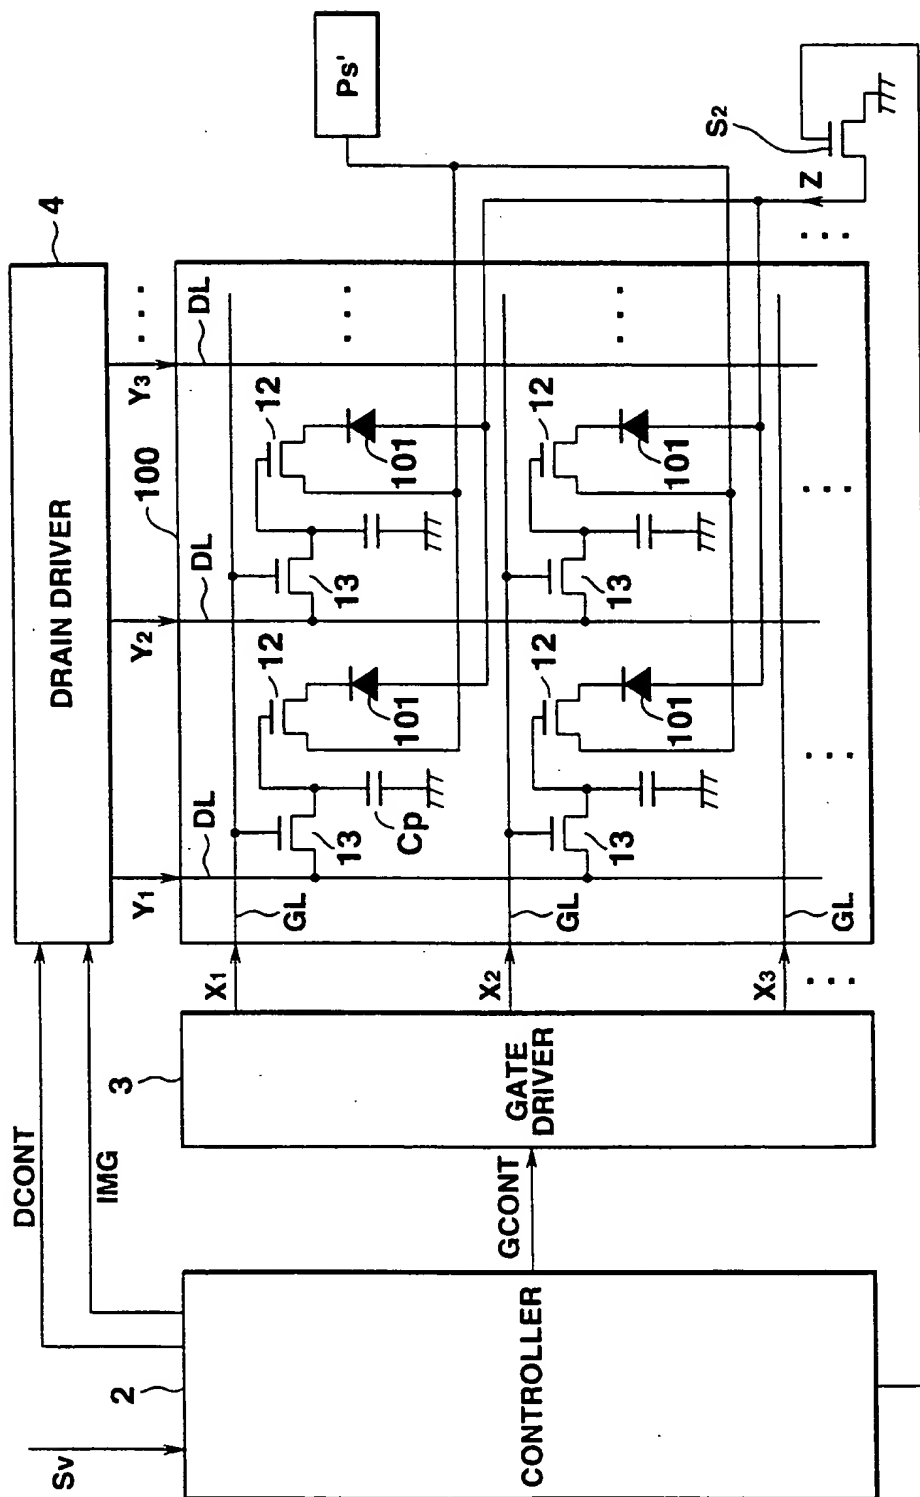 Sv
2
CONTROLLER
DCONT
IMG
GCONT
3
GATE
DRIVER
4
DRAIN DRIVER
X1
X2
X3
. . .
Y1
Y2
Y3
. . .
100
DL
DL
DL
GL
GL
GL
12
12
12
12
13
13
13
13
101
101
101
101
Cp
. . .
. . .
. . .
. . .
. . .
Ps'
S2
Z